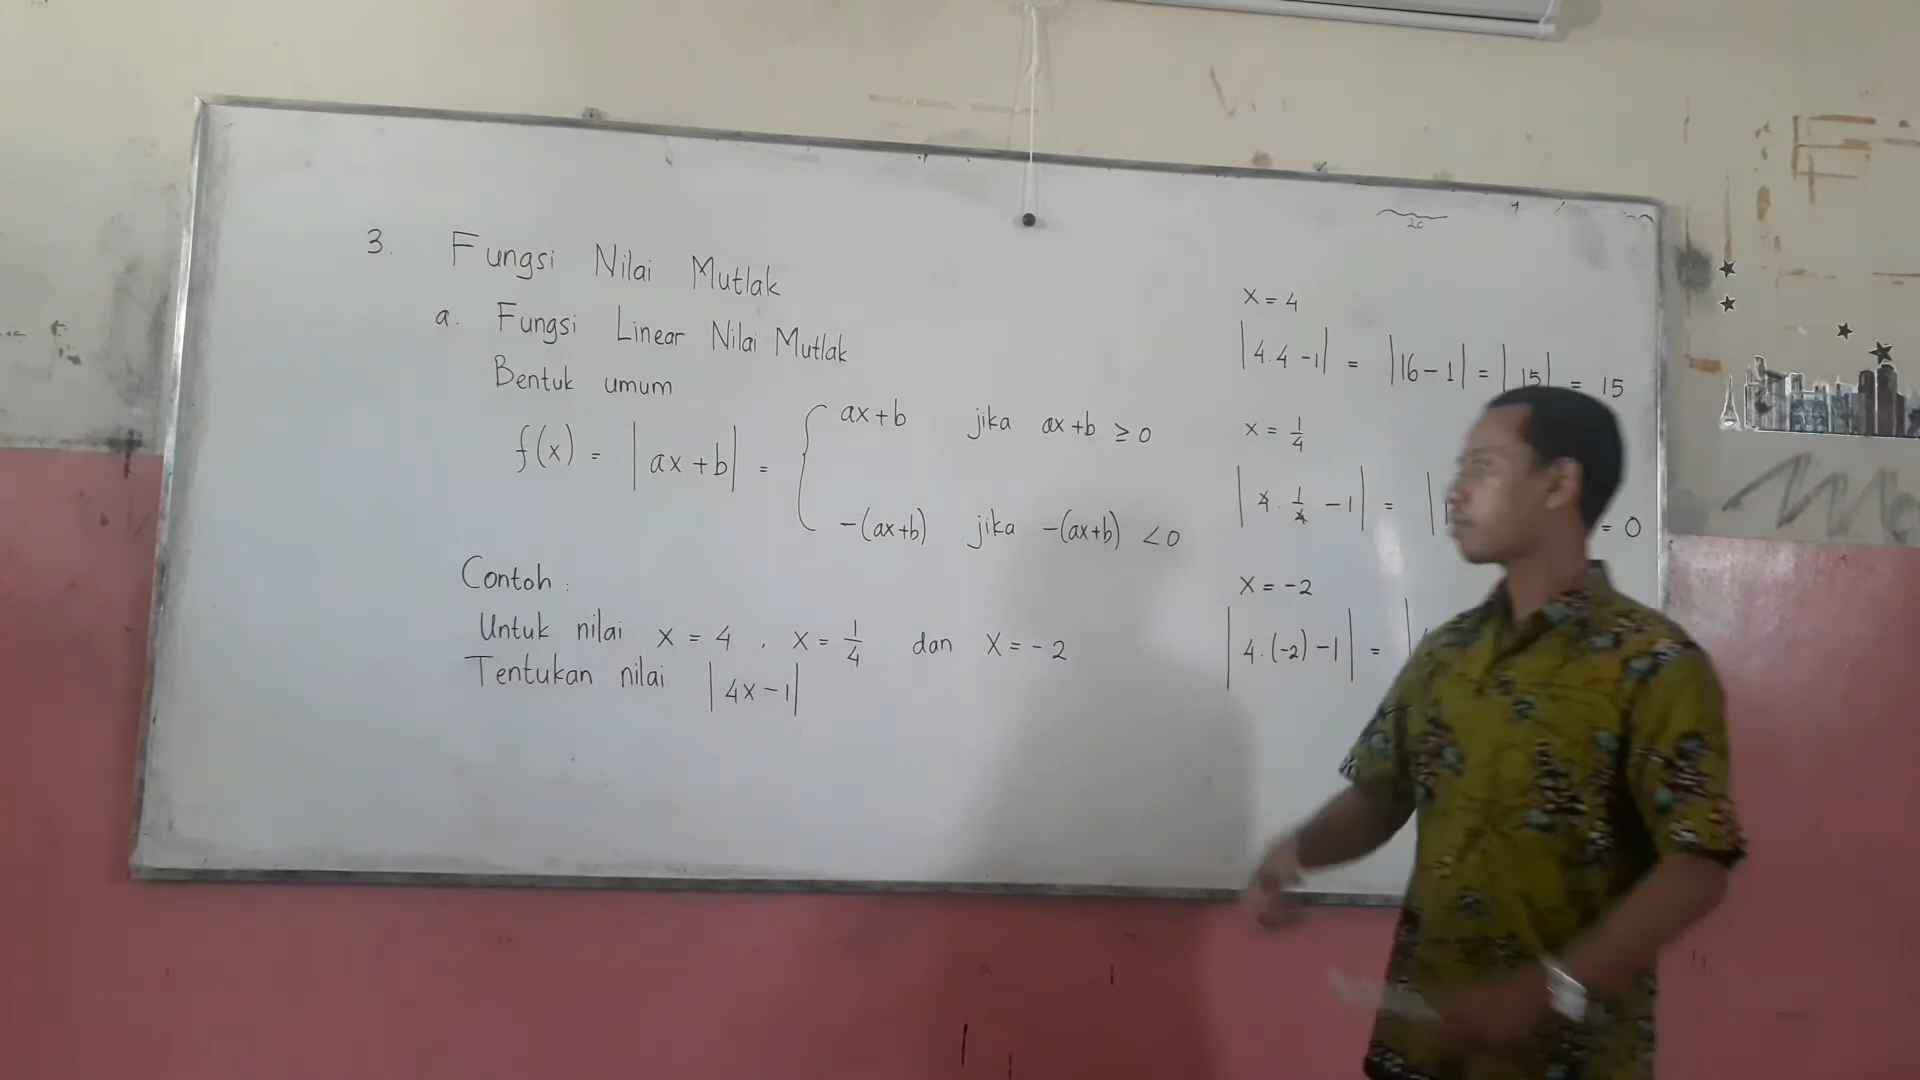 3. Fungsi Nilai Mutlak
a. Fungsi Linear Nilai Mutlak
Bentuk umum
f(x) = |ax+b| = { ax+b jika ax+b ≥ 0
-(ax+b) jika -(ax+b) < 0
Contoh :
Untuk nilai x = 4 , x = 1/4 dan x = -2
Tentukan nilai |4x-1|
x = 4
|4.4-1| = |16-1| = |15| = 15
x = 1/4
|4.1/4-1| = | = 0
x = -2
|4.(-2)-1| = |